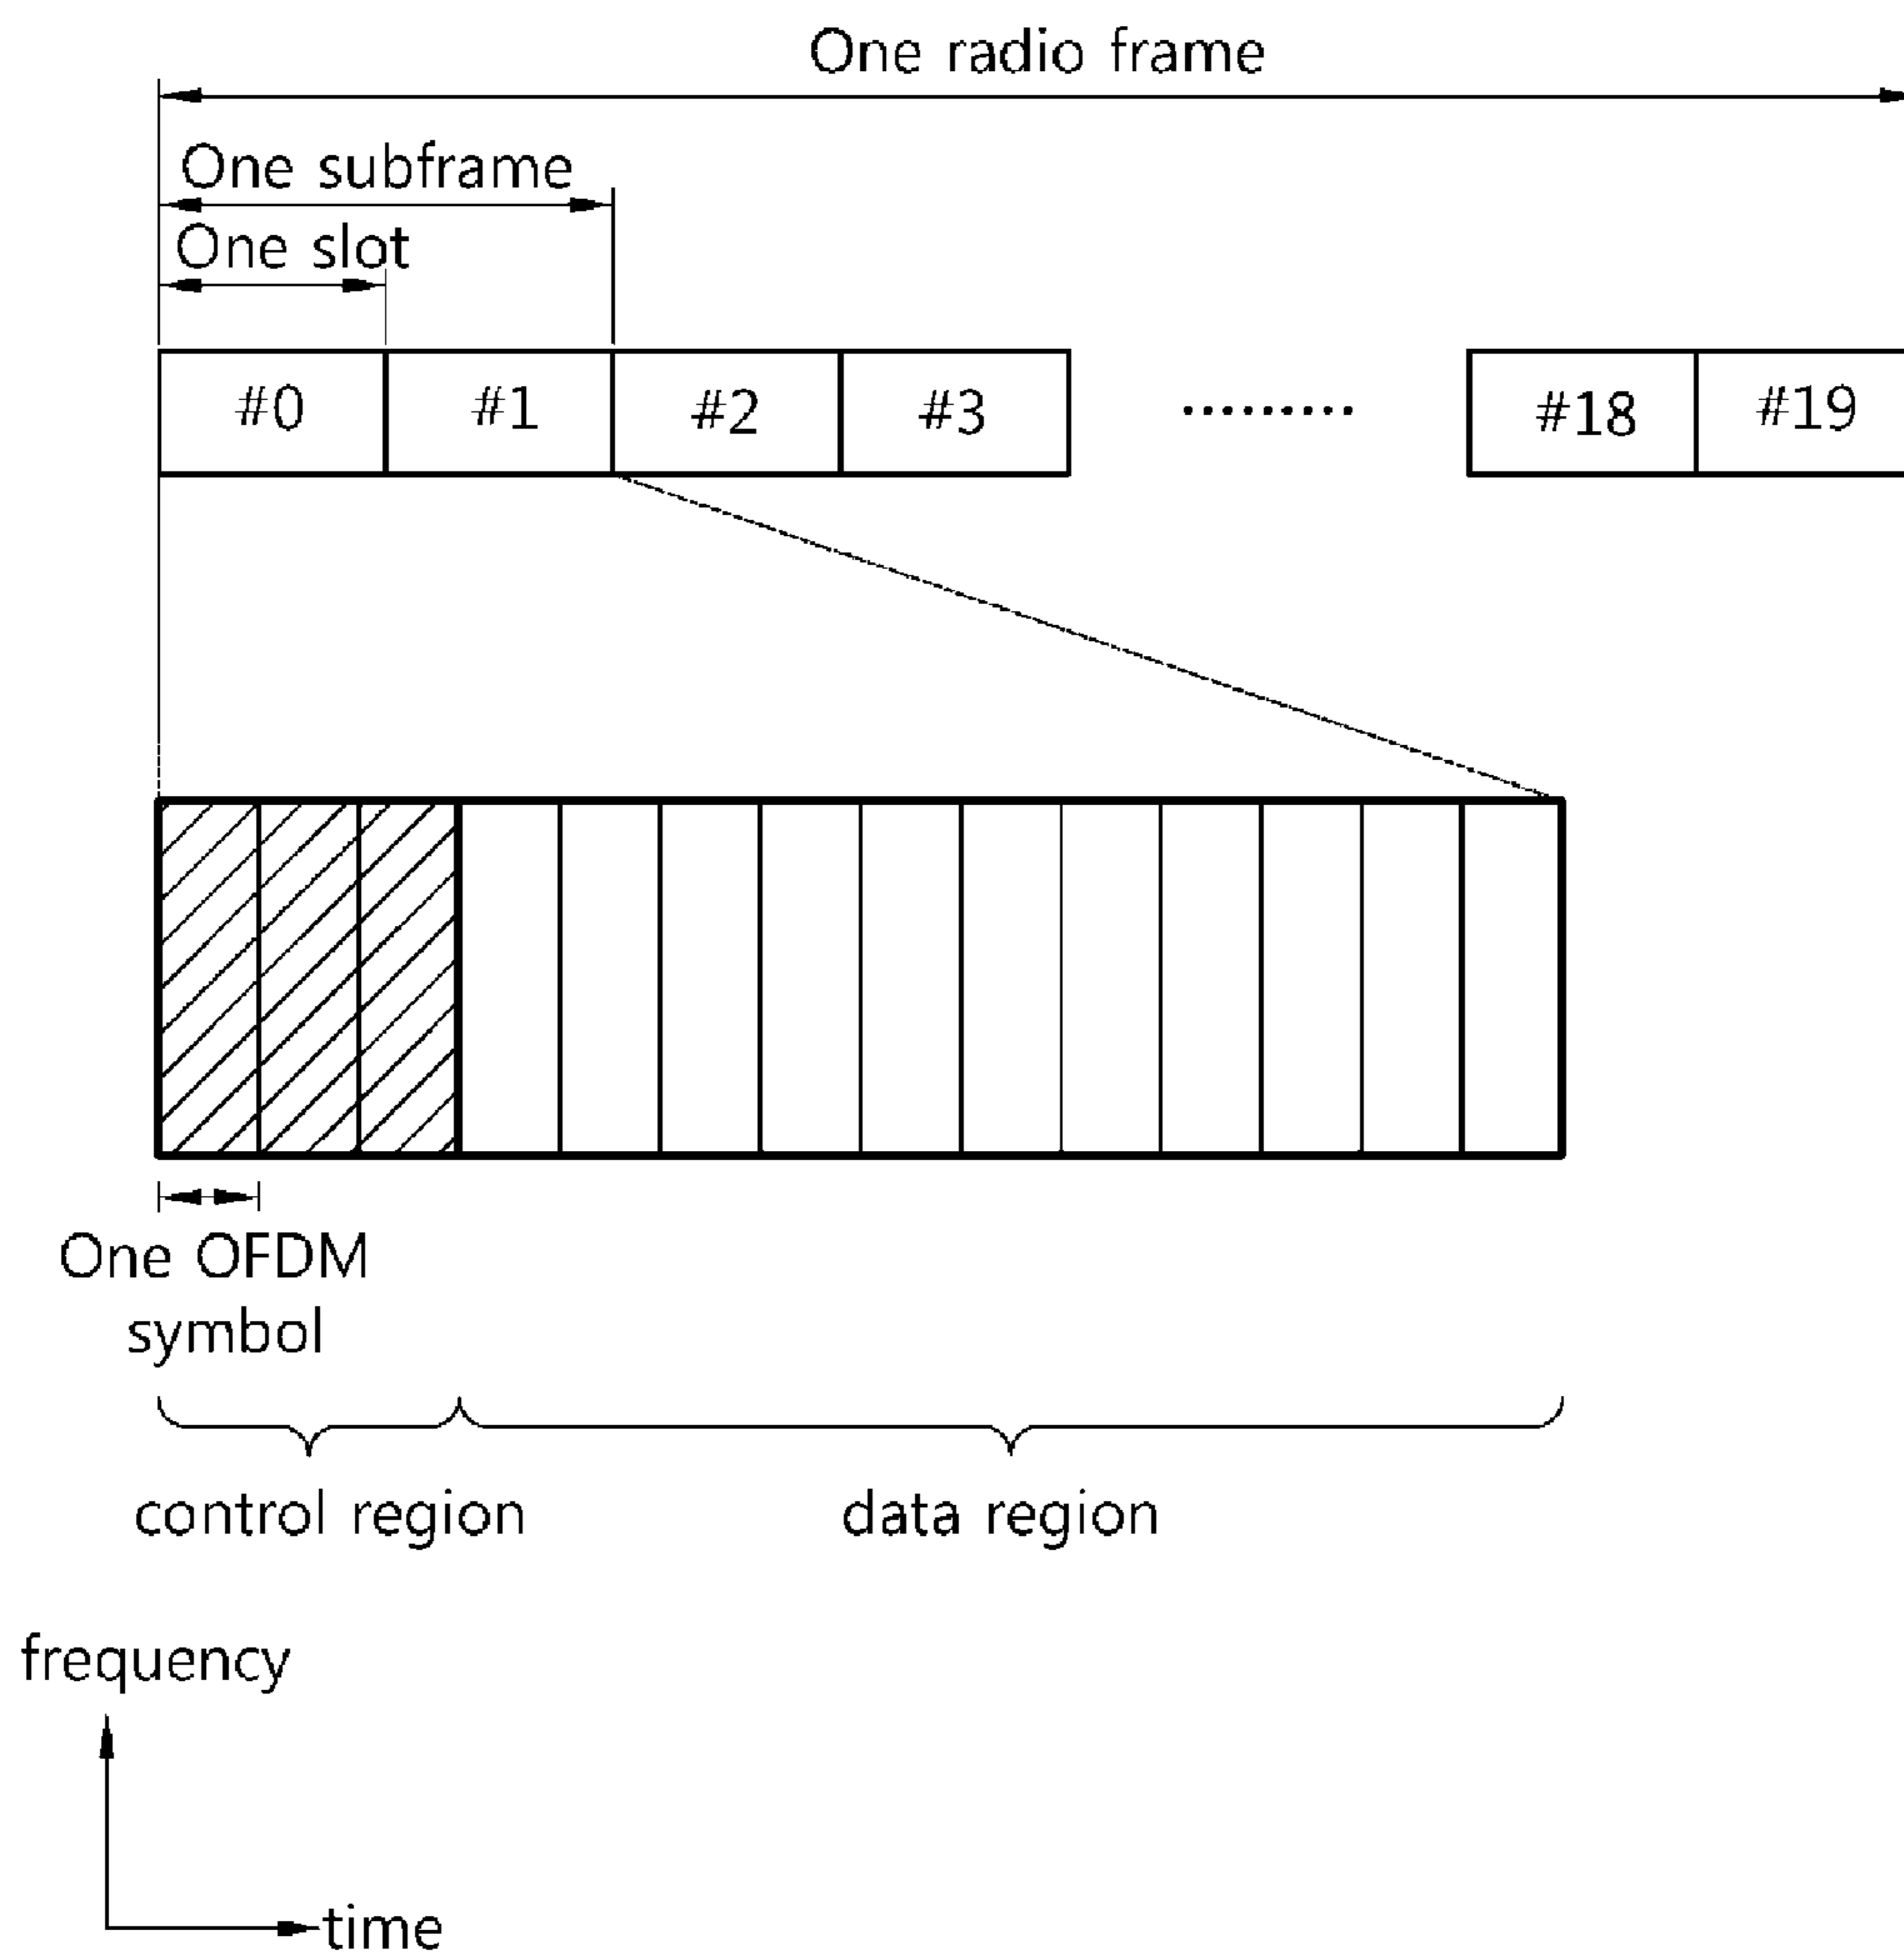 One radio frame
One subframe
One slot
#0 #1 #2 #3 ········· #18 #19
One OFDM
symbol
control region data region
frequency
time